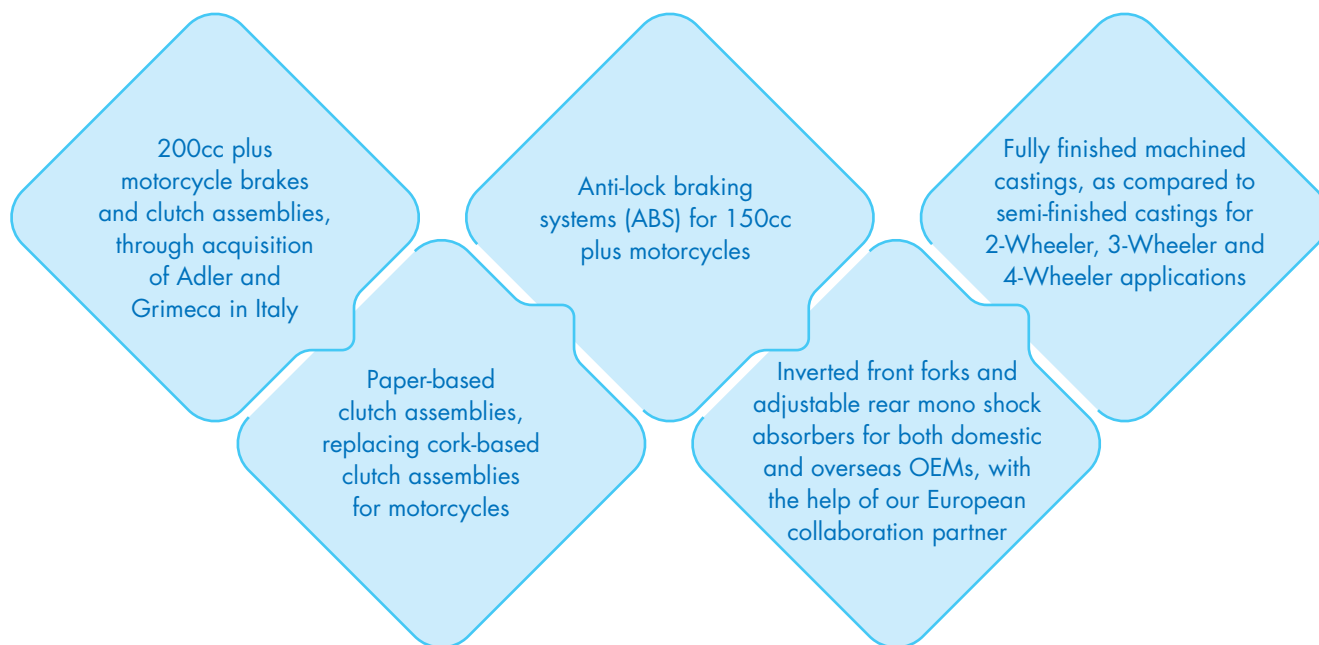 200cc plus
motorcycle brakes
and clutch assemblies,
through acquisition
of Adler and
Grimeca in Italy
Paper-based
clutch assemblies,
replacing cork-based
clutch assemblies
for motorcycles
Anti-lock braking
systems (ABS) for 150cc
plus motorcycles
Inverted front forks and
adjustable rear mono shock
absorbers for both domestic
and overseas OEMs, with
the help of our European
collaboration partner
Fully finished machined
castings, as compared to
semi-finished castings for
2-Wheeler, 3-Wheeler and
4-Wheeler applications